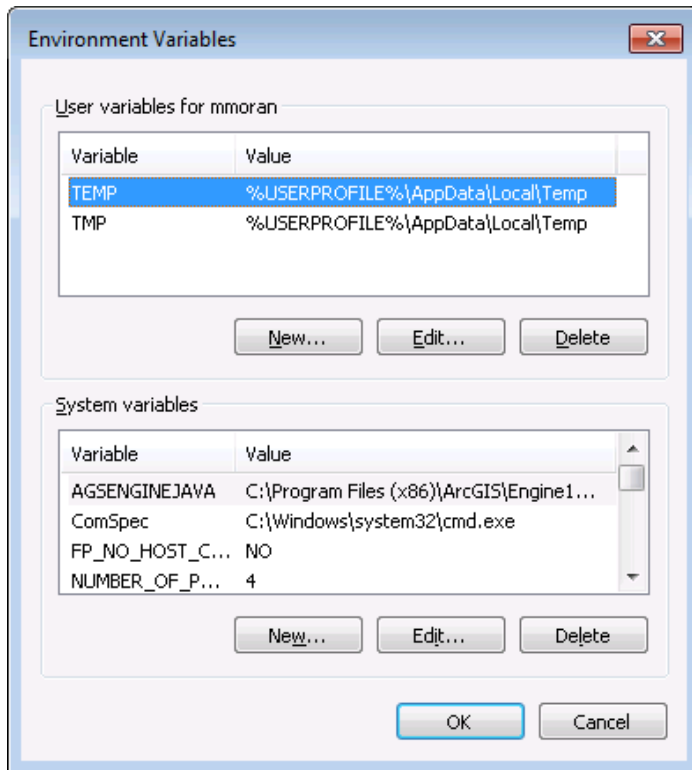 Environment Variables
User variables for mmoran
Variable Value
TEMP %USERPROFILE%\AppData\Local\Temp
TMP %USERPROFILE%\AppData\Local\Temp
New... Edit... Delete
System variables
Variable Value
AGSENGINEJAVA C:\Program Files (x86)\ArcGIS\Engine1...
ComSpec C:\Windows\system32\cmd.exe
FP_NO_HOST_C... NO
NUMBER_OF_P... 4
New... Edit... Delete
OK Cancel